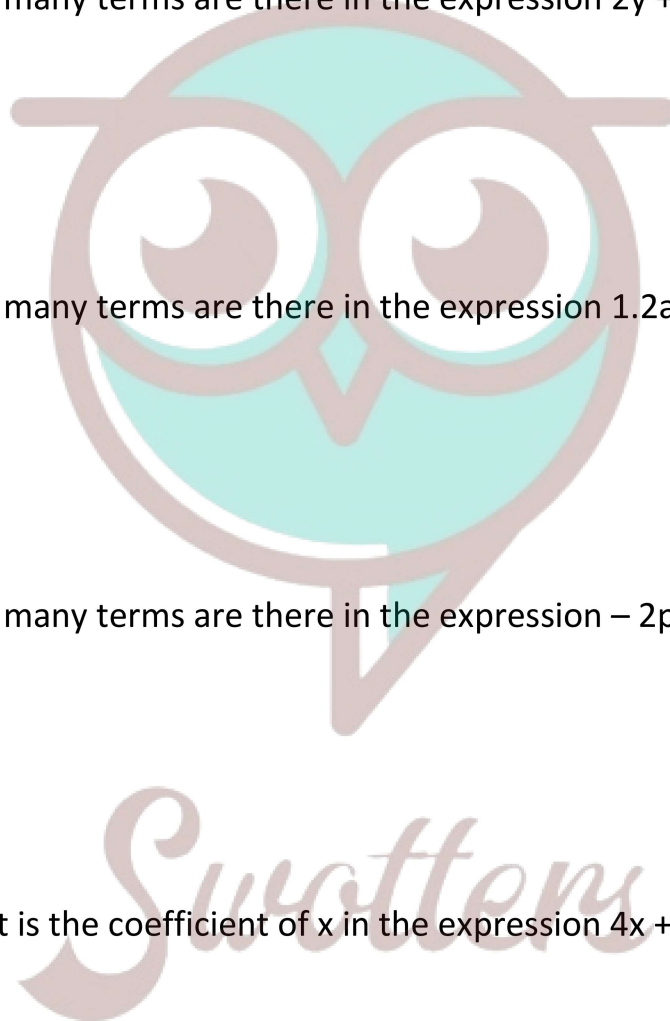 many terms are there in the expression 2y +
many terms are there in the expression 1.2a
many terms are there in the expression – 2p
t is the coefficient of x in the expression 4x +
Swotters